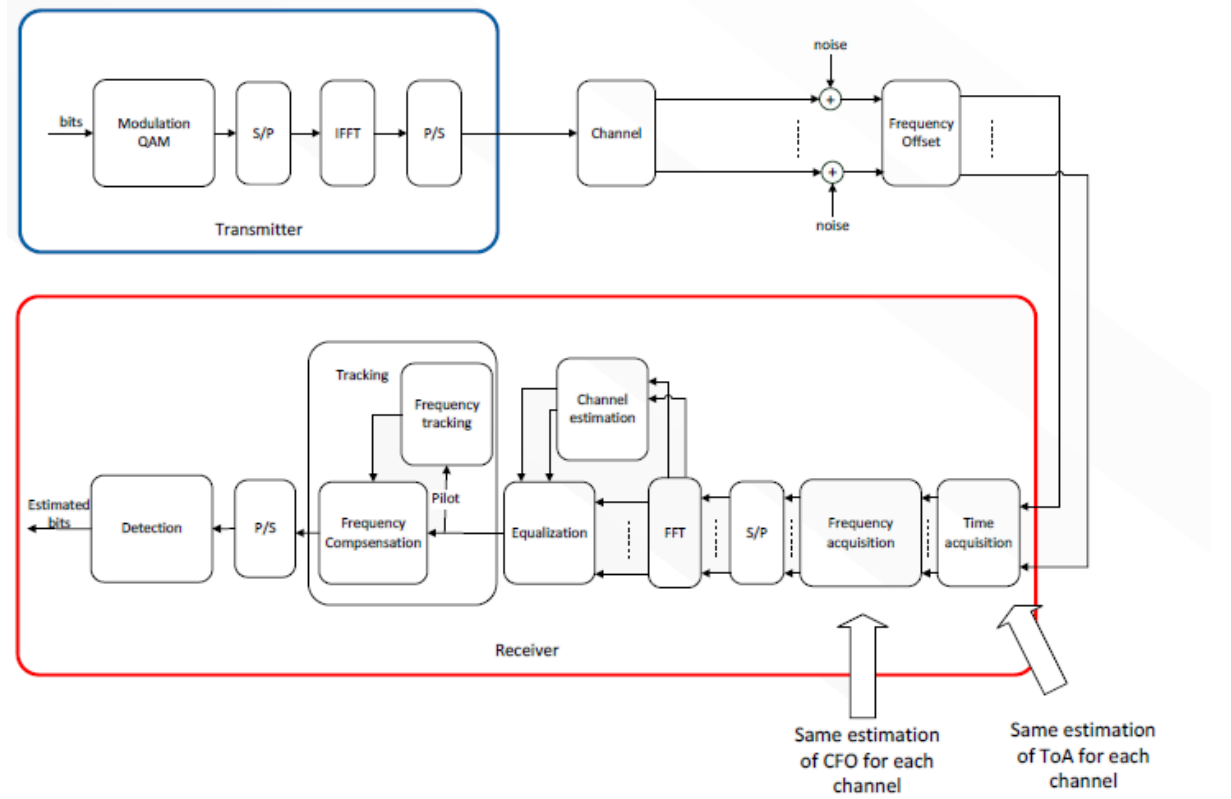 noise
bits
Modulation
QAM
S/P
IFFT
P/S
Channel
Frequency
Offset
Transmitter
noise
Tracking
Frequency
tracking
Channel
estimation
Estimated
bits
Detection
P/S
Frequency
Compsensation
Pilot
Equalization
FFT
S/P
Frequency
acquisition
Time
acquisition
Receiver
Same estimation
of CFO for each
channel
Same estimation
of ToA for each
channel